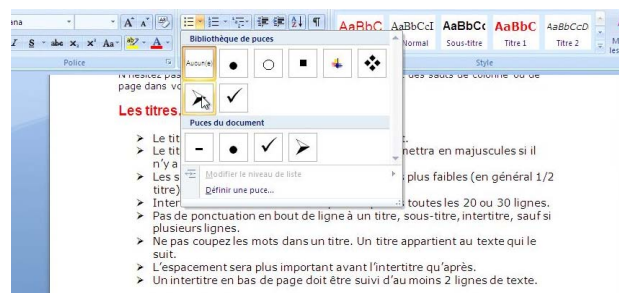 ana
A A Aa
Bibliothèque de puces
Aucun(e)
Puces du document
Modifier le niveau de liste
Définir une puce...
I S abc x, x² Aa ab A
Police
AaBbC AaBbCcI AaBbCc AaBbC AaBbCcD
Normal Sous-titre Titre 1 Titre 2
Style
N'hésitez pas des sauts de colonne ou de
page dans vo
Les titres.
Le tit
Le tit mettra en majuscules si il
n'y a
Les s plus faibles (en général 1/2
titre)
Inter toutes les 20 ou 30 lignes.
Pas de ponctuation en bout de ligne à un titre, sous-titre, intertitre, sauf si
plusieurs lignes.
Ne pas coupez les mots dans un titre. Un titre appartient au texte qui le
suit.
L'espacement sera plus important avant l'intertitre qu'après.
Un intertitre en bas de page doit être suivi d'au moins 2 lignes de texte.